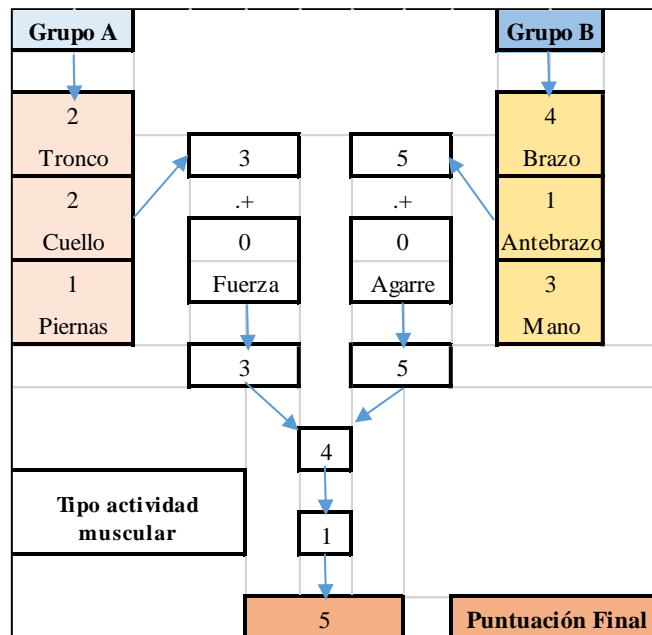 Grupo A
Grupo B
2
Tronco
2
Cuello
1
Piernas
3
.+
0
Fuerza
3
5
.+
0
Agarre
5
4
Brazo
1
Antebrazo
3
Mano
4
Tipo actividad
muscular
1
5
Puntuación Final